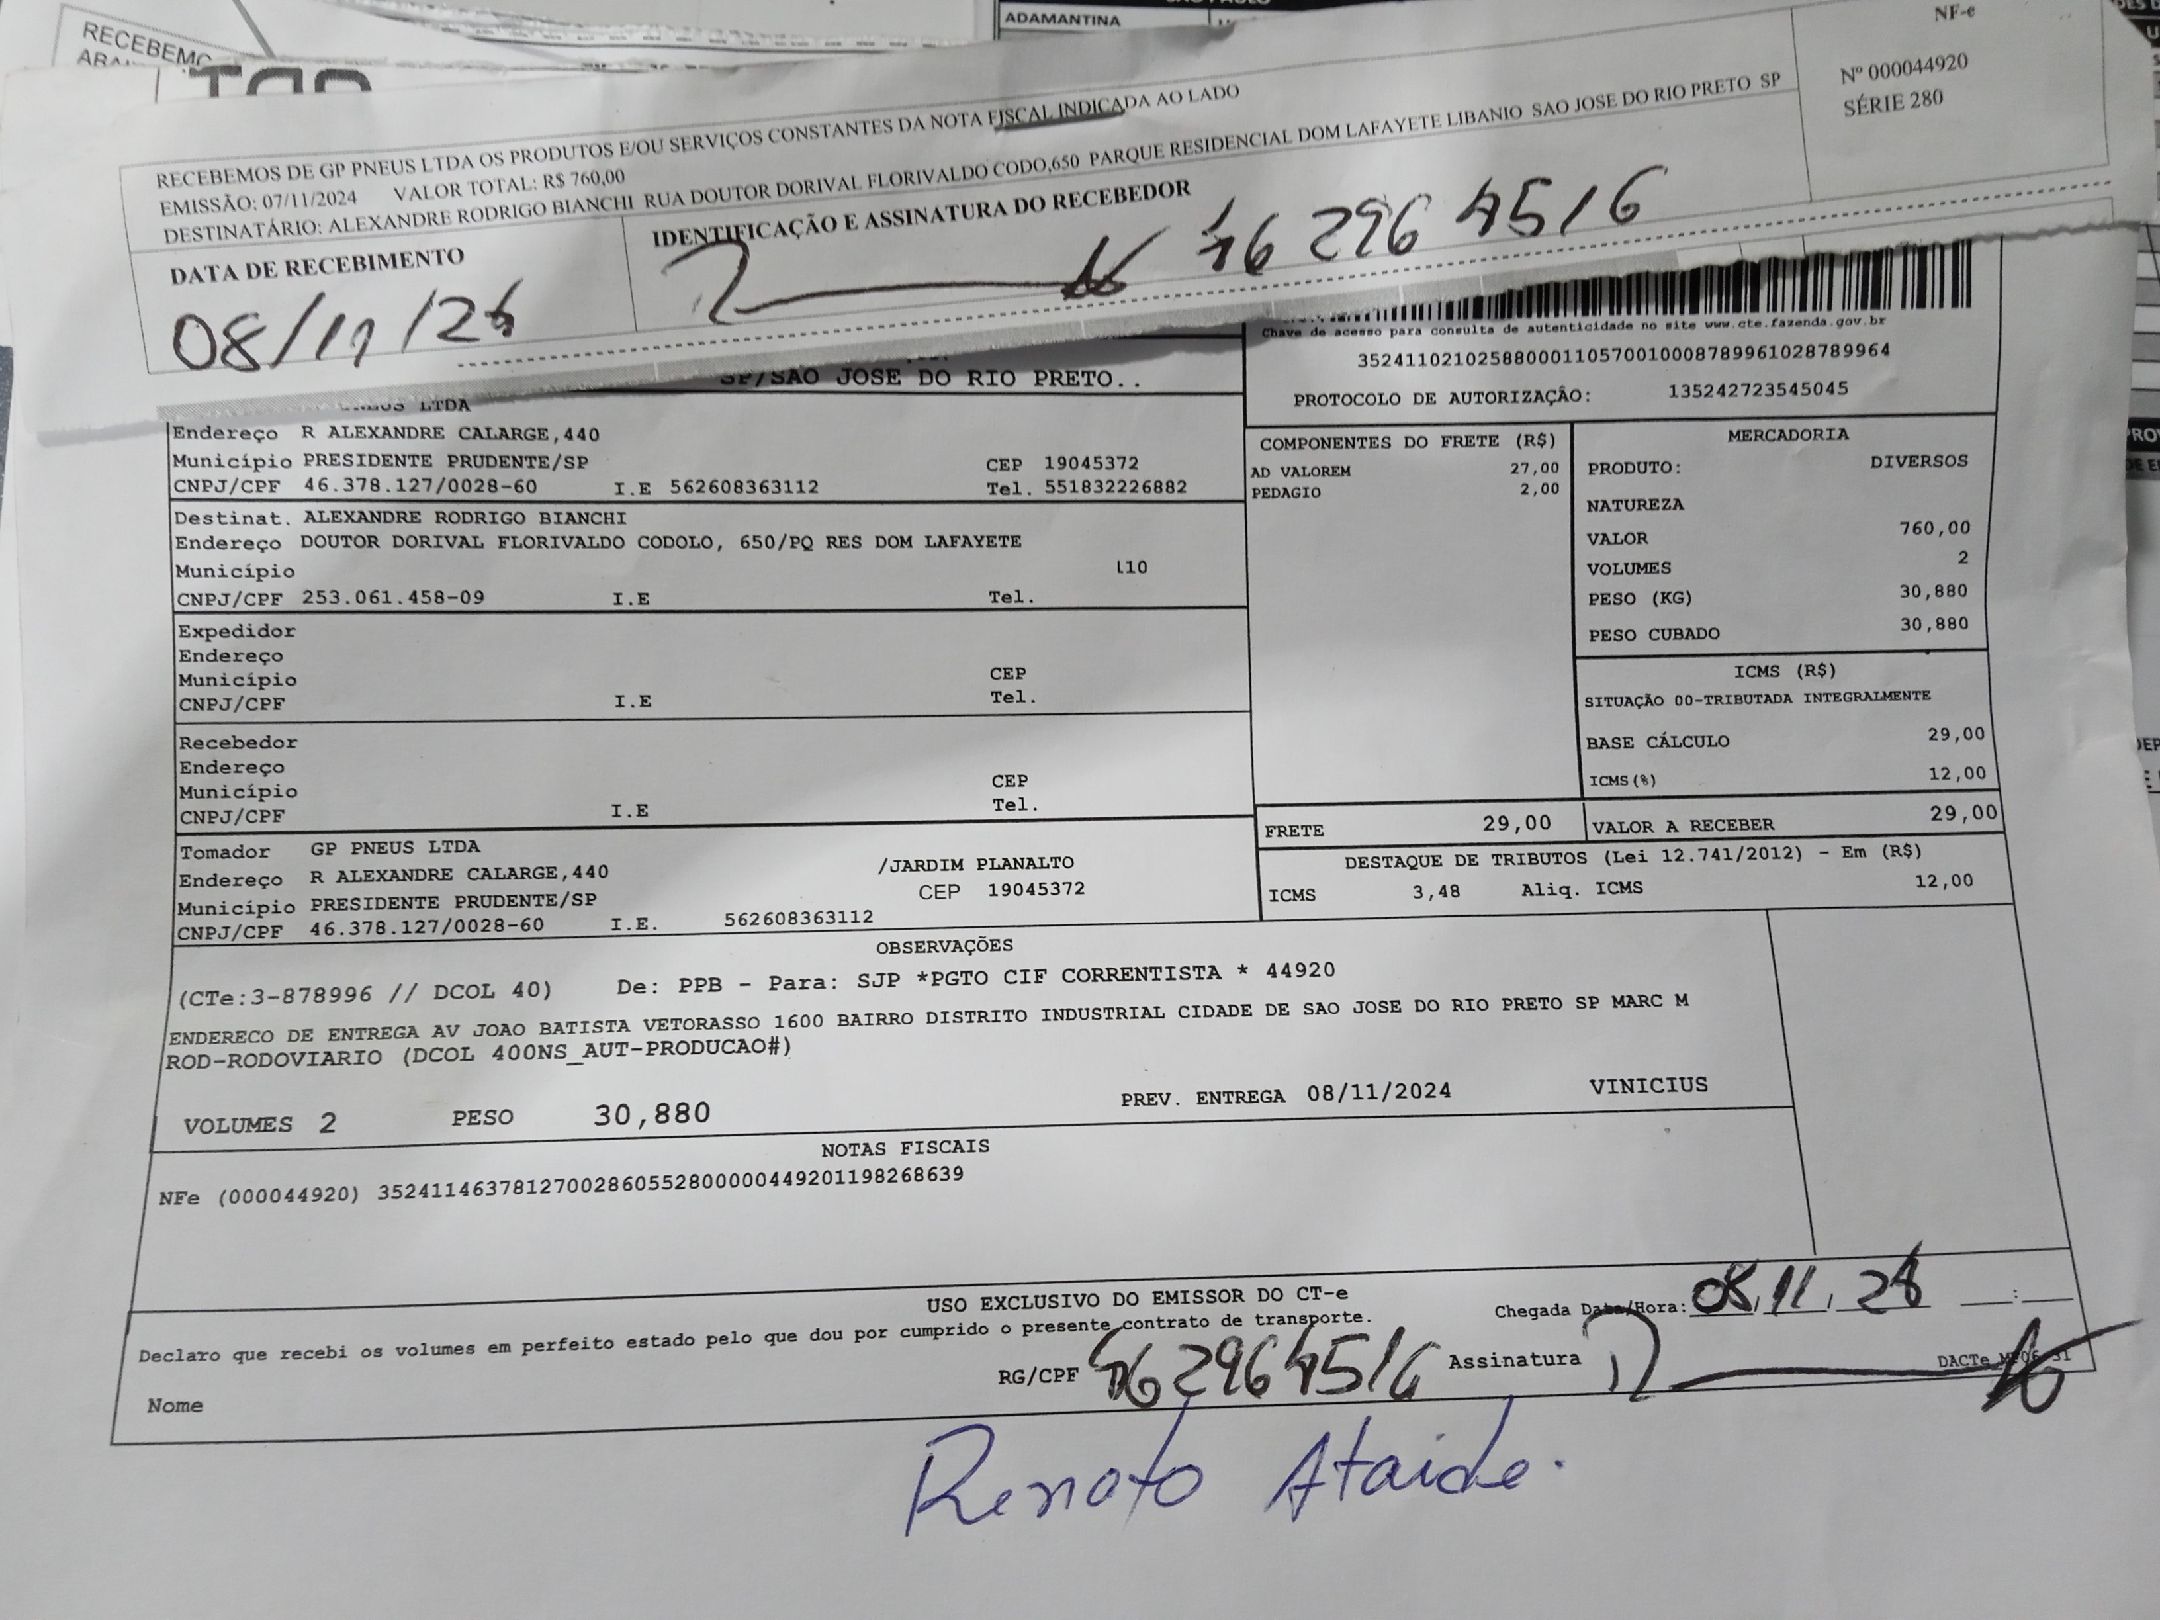 ADAMANTINA
RECEBEMO
NF-e
Nº 000044920
SÉRIE 280
RECEBEMOS DE GP PNEUS LTDA OS PRODUTOS E/OU SERVIÇOS CONSTANTES DA NOTA FISCAL INDICADA AO LADO
EMISSÃO: 07/11/2024 VALOR TOTAL: R$ 760,00
DESTINATÁRIO: ALEXANDRE RODRIGO BIANCHI RUA DOUTOR DORIVAL FLORIVALDO CODO,650 PARQUE RESIDENCIAL DOM LAFAYETE LIBANIO SAO JOSE DO RIO PRETO SP
DATA DE RECEBIMENTO
IDENTIFICAÇÃO E ASSINATURA DO RECEBEDOR
46 296 4516
08/11/24
Chave de acesso para consulta de autenticidade no site www.cte.fazenda.gov.br
35241102102588000110570010008789961028789964
PROTOCOLO DE AUTORIZAÇÂO: 135242723545045
SP/SAO JOSE DO RIO PRETO..
LTDA
Endereço R ALEXANDRE CALARGE,440
Município PRESIDENTE PRUDENTE/SP CEP 19045372
CNPJ/CPF 46.378.127/0028-60 I.E 562608363112 Tel. 551832226882
Destinat. ALEXANDRE RODRIGO BIANCHI
Endereço DOUTOR DORIVAL FLORIVALDO CODOLO, 650/PQ RES DOM LAFAYETE
Município 110
CNPJ/CPF 253.061.458-09 I.E Tel.
Expedidor
Endereço
Município CEP
CNPJ/CPF I.E Tel.
Recebedor
Endereço
Município CEP
CNPJ/CPF I.E Tel.
Tomador GP PNEUS LTDA
Endereço R ALEXANDRE CALARGE,440 /JARDIM PLANALTO
Município PRESIDENTE PRUDENTE/SP CEP 19045372
CNPJ/CPF 46.378.127/0028-60 I.E. 562608363112
COMPONENTES DO FRETE (R$)
AD VALOREM 27,00
PEDAGIO 2,00
MERCADORIA
PRODUTO: DIVERSOS
NATUREZA
VALOR 760,00
VOLUMES 2
PESO (KG) 30,880
PESO CUBADO 30,880
ICMS (R$)
SITUAÇÃO 00-TRIBUTADA INTEGRALMENTE
BASE CÁLCULO 29,00
ICMS(%) 12,00
FRETE 29,00 VALOR A RECEBER 29,00
DESTAQUE DE TRIBUTOS (Lei 12.741/2012) - Em (R$)
ICMS 3,48 Aliq. ICMS 12,00
OBSERVAÇÕES
(CTe:3-878996 // DCOL 40) De: PPB - Para: SJP *PGTO CIF CORRENTISTA * 44920
ENDERECO DE ENTREGA AV JOAO BATISTA VETORASSO 1600 BAIRRO DISTRITO INDUSTRIAL CIDADE DE SAO JOSE DO RIO PRETO SP MARC M
ROD-RODOVIARIO (DCOL 400NS_AUT-PRODUCAO#)
VOLUMES 2 PESO 30,880 PREV. ENTREGA 08/11/2024 VINICIUS
NOTAS FISCAIS
NFe (000044920) 35241146378127002860552800000449201198268639
USO EXCLUSIVO DO EMISSOR DO CT-e
Chegada Data/Hora: 08/11/24 __:__
Declaro que recebi os volumes em perfeito estado pelo que dou por cumprido o presente contrato de transporte.
Nome RG/CPF 462964516 Assinatura DACTe
Renato Ataide.